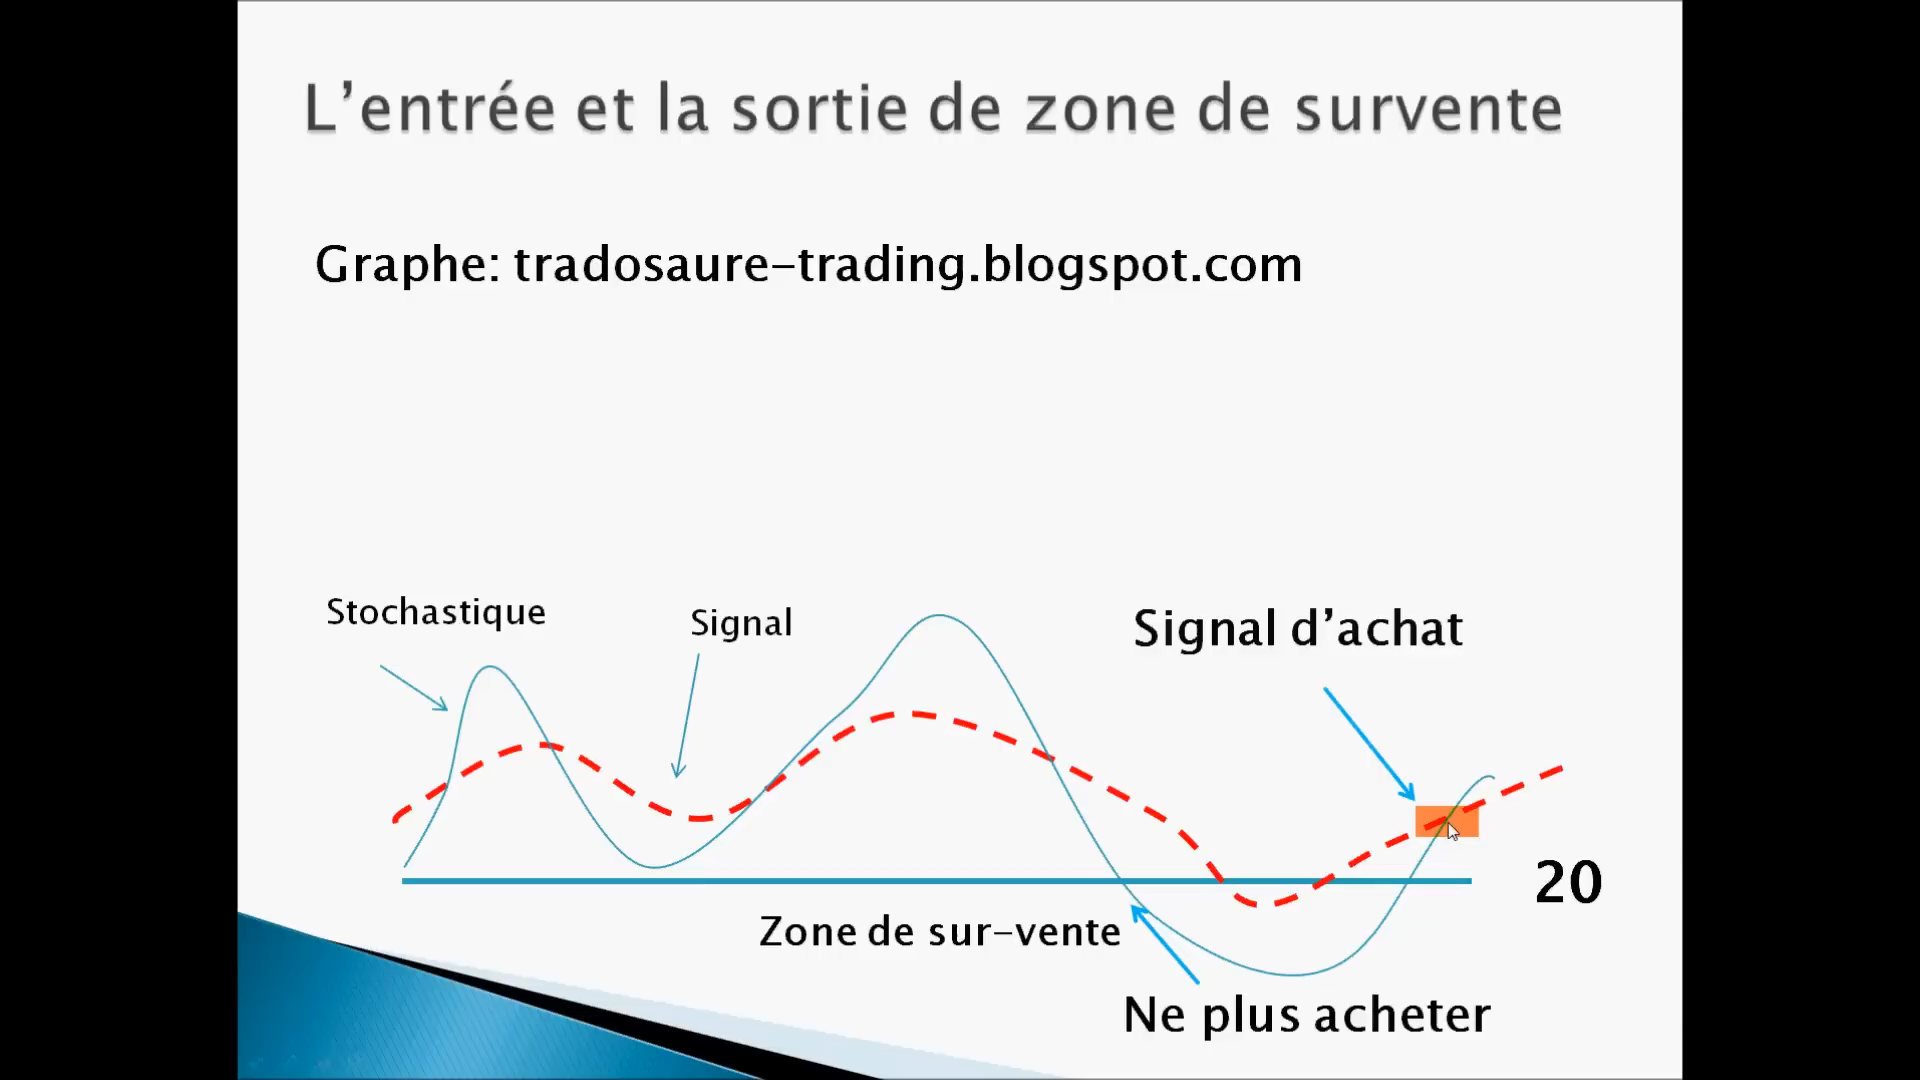 L’entrée et la sortie de zone de survente
Graphe: tradosaure-trading.blogspot.com
Stochastique
Signal
Signal d’achat
20
Zone de sur-vente
Ne plus acheter